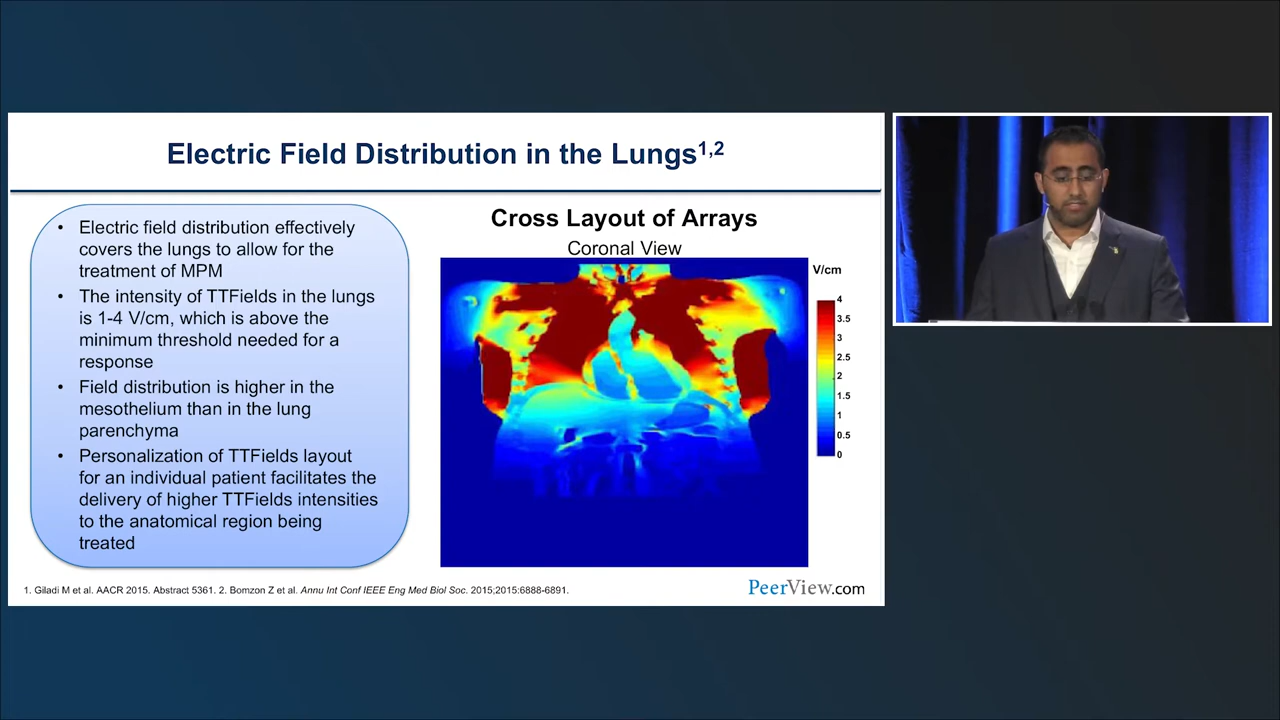 Electric Field Distribution in the Lungs1,2
• Electric field distribution effectively
covers the lungs to allow for the
treatment of MPM
• The intensity of TTFields in the lungs
is 1-4 V/cm, which is above the
minimum threshold needed for a
response
• Field distribution is higher in the
mesothelium than in the lung
parenchyma
• Personalization of TTFields layout
for an individual patient facilitates the
delivery of higher TTFields intensities
to the anatomical region being
treated
Cross Layout of Arrays
Coronal View
V/cm
4
3.5
3
2.5
2
1.5
1
0.5
0
1. Giladi M et al. AACR 2015. Abstract 5361. 2. Bomzon Z et al. Annu Int Conf IEEE Eng Med Biol Soc. 2015;2015:6888-6891.
PeerView.com